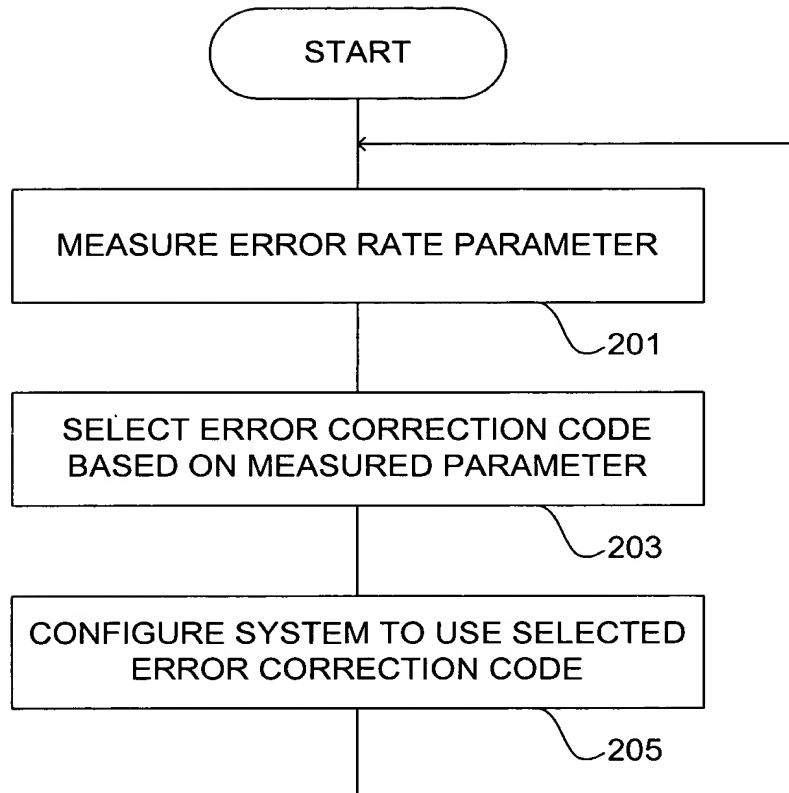 START
MEASURE ERROR RATE PARAMETER
201
SELECT ERROR CORRECTION CODE
BASED ON MEASURED PARAMETER
203
CONFIGURE SYSTEM TO USE SELECTED
ERROR CORRECTION CODE
205